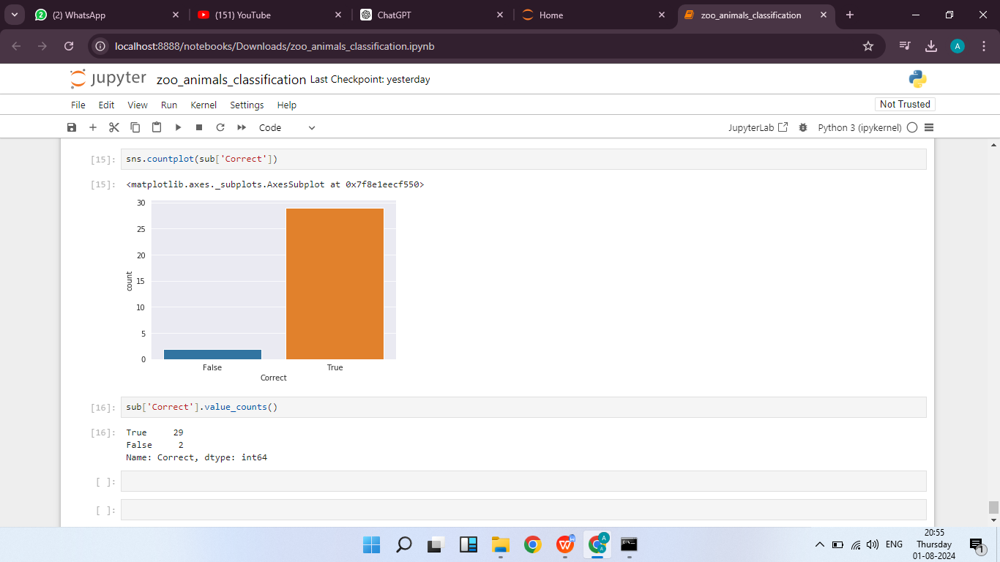 (2) WhatsApp
(151) YouTube
ChatGPT
Home
zoo_animals_classification
localhost:8888/notebooks/Downloads/zoo_animals_classification.ipynb
A
jupyter zoo_animals_classification Last Checkpoint: yesterday
File Edit View Run Kernel Settings Help
Not Trusted
Code
JupyterLab
Python 3 (ipykernel)
[15]: sns.countplot(sub['Correct'])
[15]: <matplotlib.axes._subplots.AxesSubplot at 0x7f8e1eecf550>
30
25
20
15
10
5
0
count
False True
Correct
[16]: sub['Correct'].value_counts()
[16]: True 29
False 2
Name: Correct, dtype: int64
[ ]:
[ ]:
ENG
20:55
Thursday
01-08-2024
1